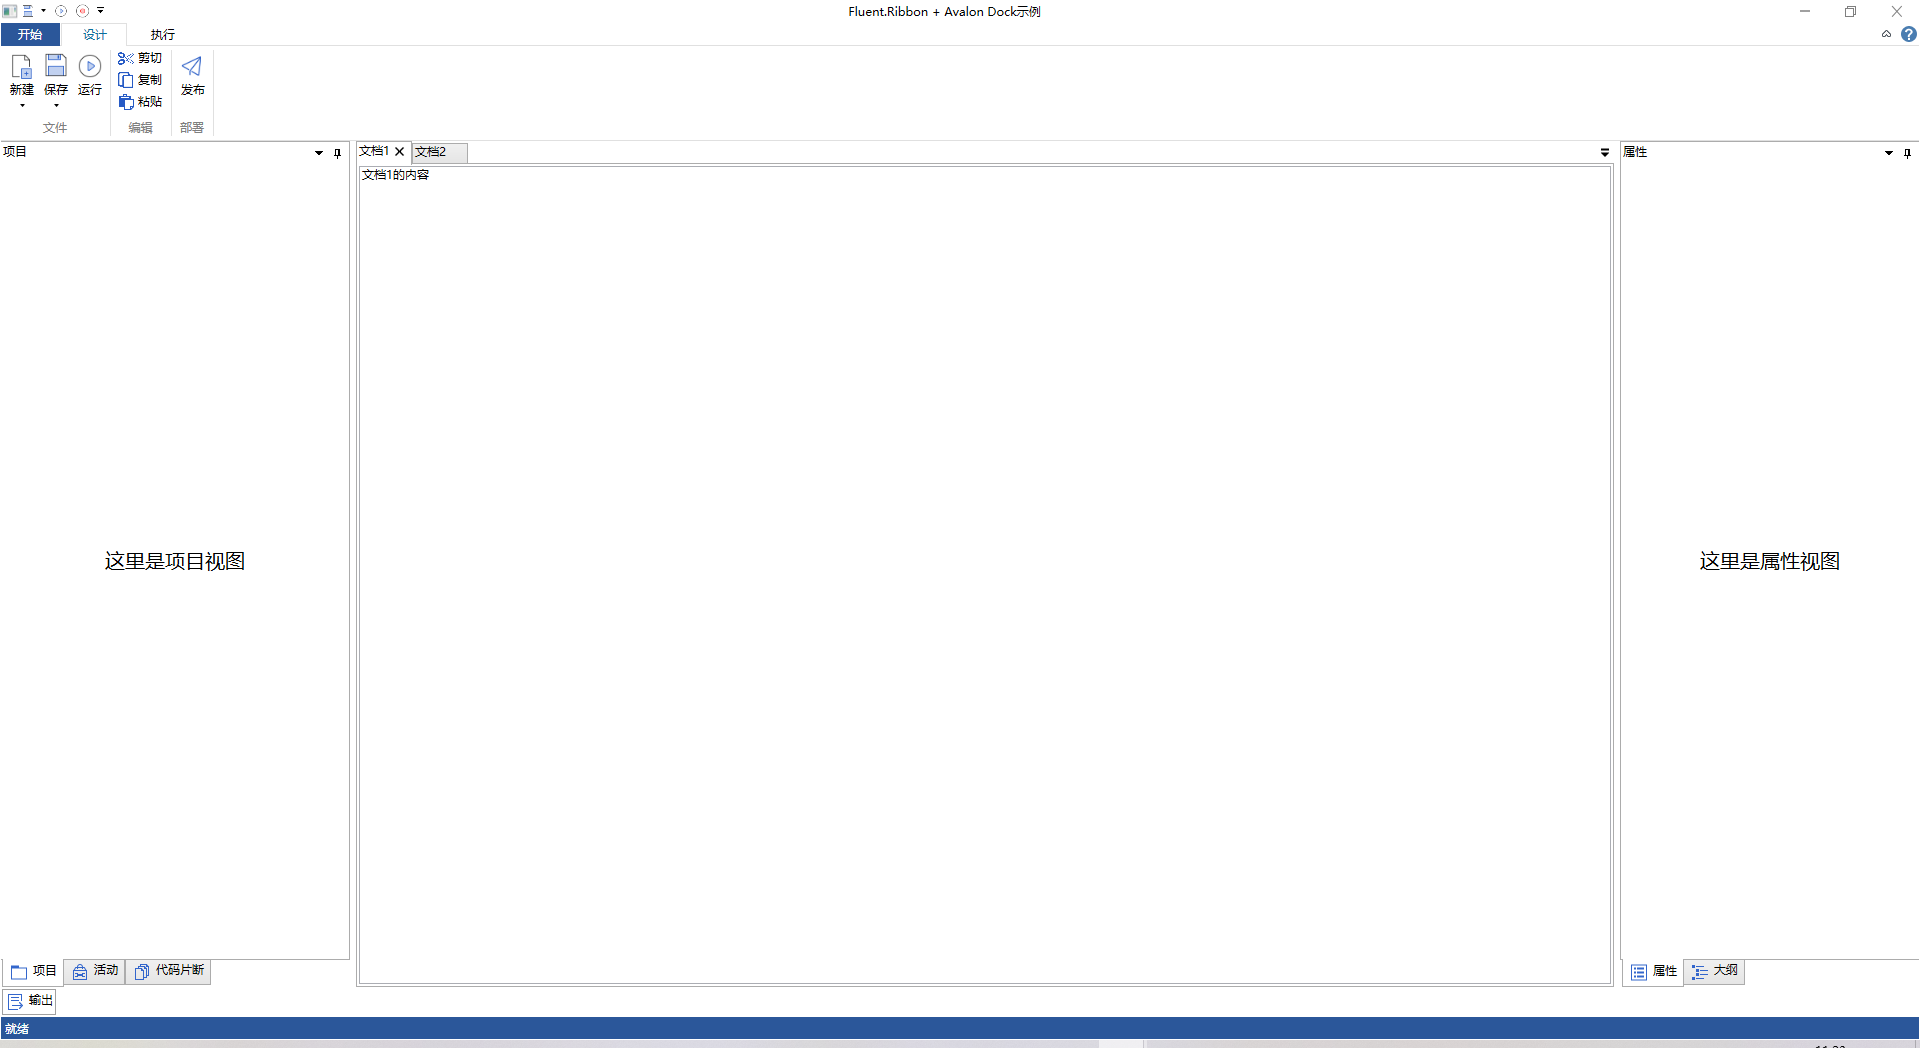 Fluent.Ribbon + Avalon Dock示例
开始 设计 执行
新建 保存 运行 剪切 复制 粘贴 发布
文件 编辑 部署
项目 文档1 文档2 属性
文档1的内容
这里是项目视图 这里是属性视图
项目 活动 代码片断 属性 大纲
输出
就绪